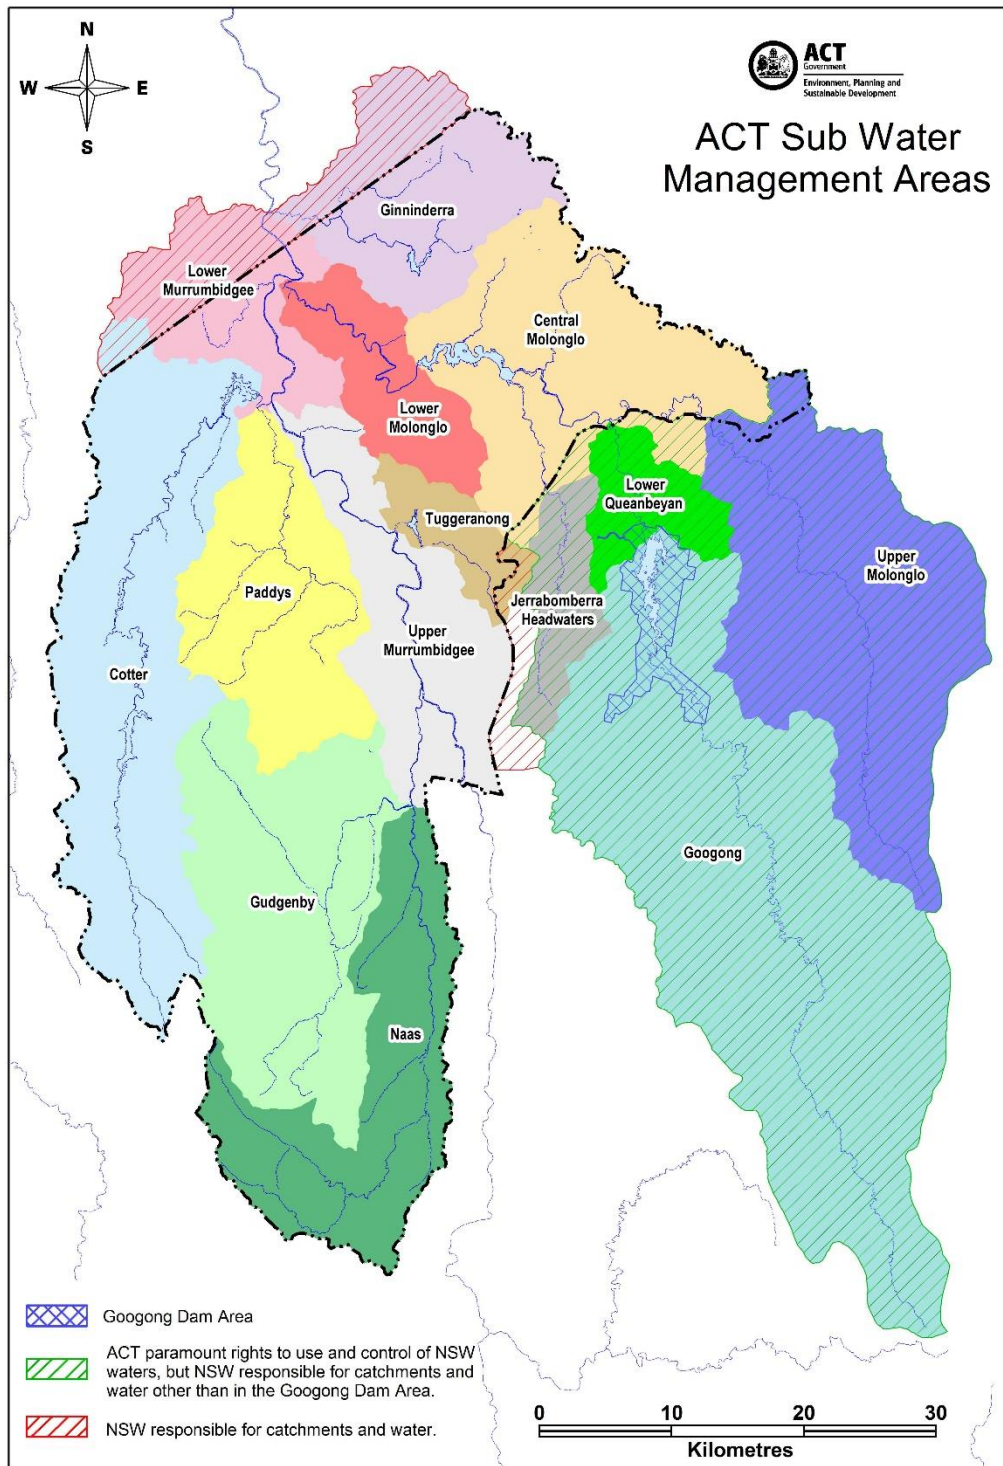 N
W
E
S
ACT
Government
Environment, Planning and
Sustainable Development
ACT Sub Water
Management Areas
Ginninderra
Lower
Murrumbidgee
Central
Molonglo
Lower
Molonglo
Lower
Queanbeyan
Tuggeranong
Upper
Molonglo
Paddys
Jerrabomberra
Headwaters
Upper
Murrumbidgee
Cotter
Googong
Gudgenby
Naas
Googong Dam Area
ACT paramount rights to use and control of NSW
waters, but NSW responsible for catchments and
water other than in the Googong Dam Area.
NSW responsible for catchments and water.
0 10 20 30
Kilometres